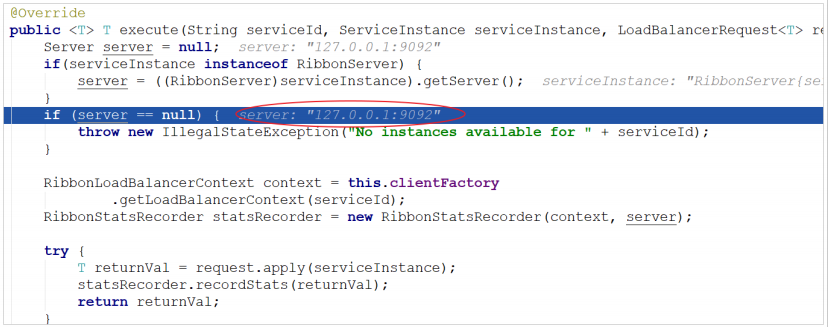 @Override
public <T> T execute(String serviceId, ServiceInstance serviceInstance, LoadBalancerRequest<T> re
Server server = null; server: "127.0.0.1:9092"
if(serviceInstance instanceof RibbonServer) {
server = ((RibbonServer)serviceInstance).getServer(); serviceInstance: "RibbonServer{se
}
if (server == null) { server: "127.0.0.1:9092"
throw new IllegalStateException("No instances available for " + serviceId);
}
RibbonLoadBalancerContext context = this.clientFactory
.getLoadBalancerContext(serviceId);
RibbonStatsRecorder statsRecorder = new RibbonStatsRecorder(context, server);
try {
T returnVal = request.apply(serviceInstance);
statsRecorder.recordStats(returnVal);
return returnVal;
}